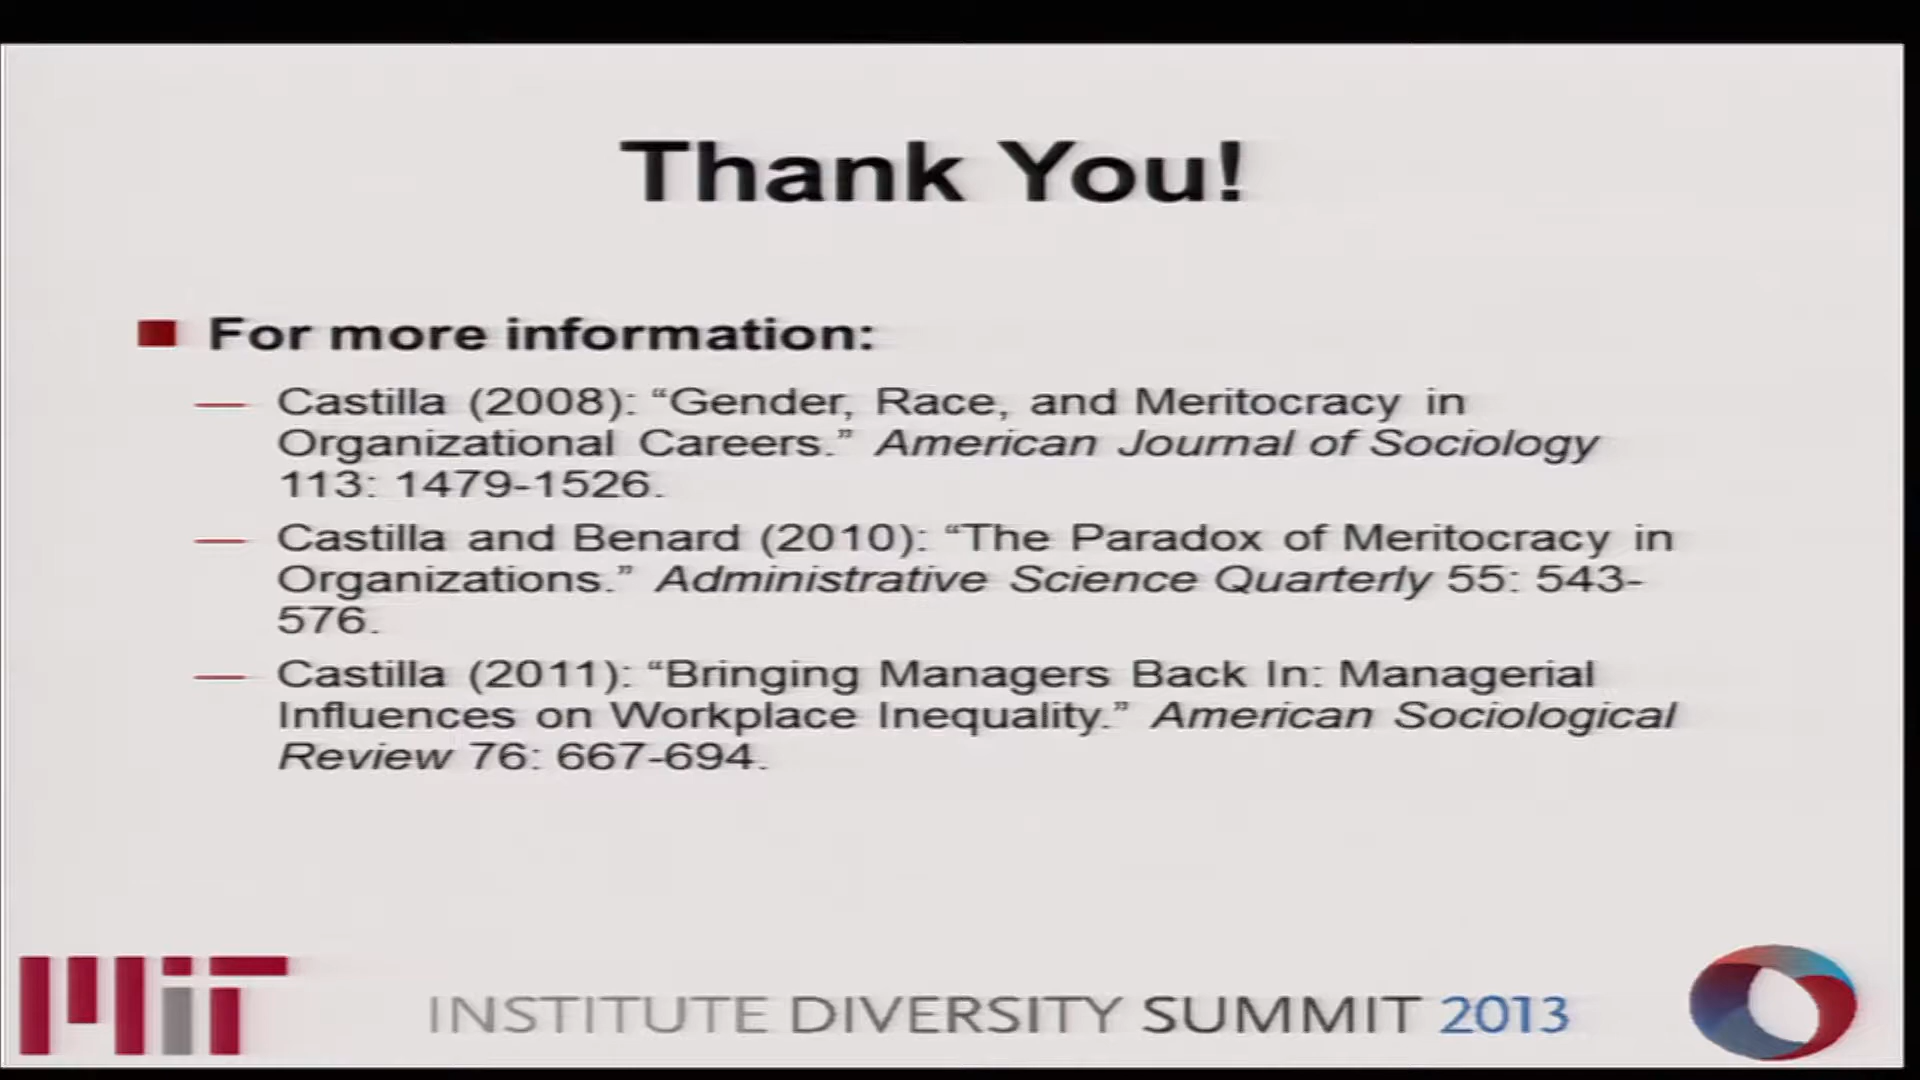 Thank You!
For more information:
— Castilla (2008): “Gender, Race, and Meritocracy in
Organizational Careers.” American Journal of Sociology
113: 1479-1526.
— Castilla and Benard (2010): “The Paradox of Meritocracy in
Organizations.” Administrative Science Quarterly 55: 543-
576.
— Castilla (2011): “Bringing Managers Back In: Managerial
Influences on Workplace Inequality.” American Sociological
Review 76: 667-694.
MIT
INSTITUTE DIVERSITY SUMMIT 2013